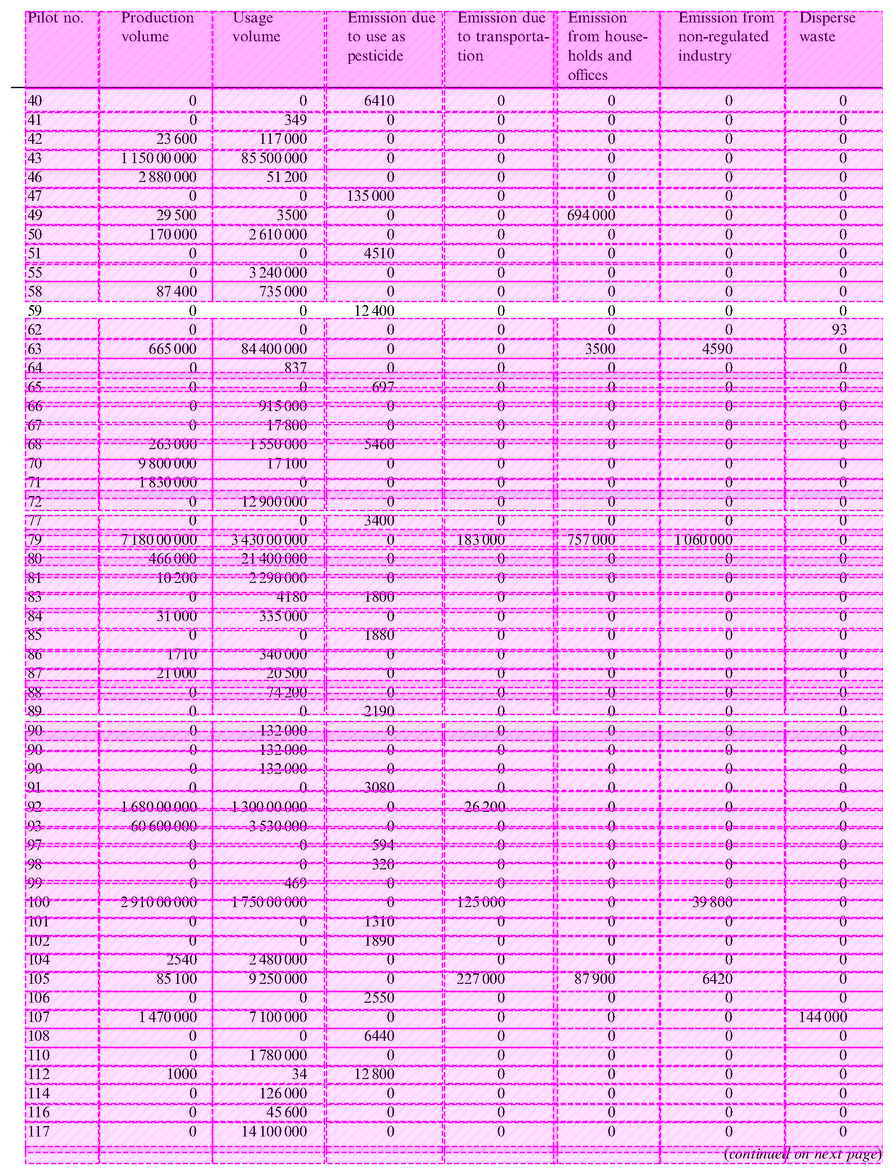 Pilot no. Production volume Usage volume Emission due to use as pesticide Emission due to transporta-tion Emission from house-holds and offices Emission from non-regulated industry Disperse waste
40 0 0 6410 0 0 0 0
41 0 349 0 0 0 0 0
42 23 600 117 000 0 0 0 0 0
43 1 150 00 000 85 500 000 0 0 0 0 0
46 2 880 000 51 200 0 0 0 0 0
47 0 0 135 000 0 0 0 0
49 29 500 3500 0 0 694 000 0 0
50 170 000 2 610 000 0 0 0 0 0
51 0 0 4510 0 0 0 0
55 0 3 240 000 0 0 0 0 0
58 87 400 735 000 0 0 0 0 0
59 0 0 12 400 0 0 0 0
62 0 0 0 0 0 0 93
63 665 000 84 400 000 0 0 3500 4590 0
64 0 837 0 0 0 0 0
65 0 0 697 0 0 0 0
66 0 915 000 0 0 0 0 0
67 0 17 800 0 0 0 0 0
68 263 000 1 550 000 5460 0 0 0 0
70 9 800 000 17 100 0 0 0 0 0
71 1 830 000 0 0 0 0 0 0
72 0 12 900 000 0 0 0 0 0
77 0 0 3400 0 0 0 0
79 7 180 00 000 3 430 00 000 0 183 000 757 000 1 060 000 0
80 466 000 21 400 000 0 0 0 0 0
81 10 200 2 290 000 0 0 0 0 0
83 0 4180 1800 0 0 0 0
84 31 000 335 000 0 0 0 0 0
85 0 0 1880 0 0 0 0
86 1710 340 000 0 0 0 0 0
87 21 000 20 500 0 0 0 0 0
88 0 74 200 0 0 0 0 0
89 0 0 2190 0 0 0 0
90 0 132 000 0 0 0 0 0
90 0 132 000 0 0 0 0 0
90 0 132 000 0 0 0 0 0
91 0 0 3080 0 0 0 0
92 1 680 00 000 1 300 00 000 0 26 200 0 0 0
93 60 600 000 3 530 000 0 0 0 0 0
97 0 0 594 0 0 0 0
98 0 0 320 0 0 0 0
99 0 469 0 0 0 0 0
100 2 910 00 000 1 750 00 000 0 125 000 0 39 800 0
101 0 0 1310 0 0 0 0
102 0 0 1890 0 0 0 0
104 2540 2 480 000 0 0 0 0 0
105 85 100 9 250 000 0 227 000 87 900 6420 0
106 0 0 2550 0 0 0 0
107 1 470 000 7 100 000 0 0 0 0 144 000
108 0 0 6440 0 0 0 0
110 0 1 780 000 0 0 0 0 0
112 1000 34 12 800 0 0 0 0
114 0 126 000 0 0 0 0 0
116 0 45 600 0 0 0 0 0
117 0 14 100 000 0 0 0 0 0
(continued on next page)